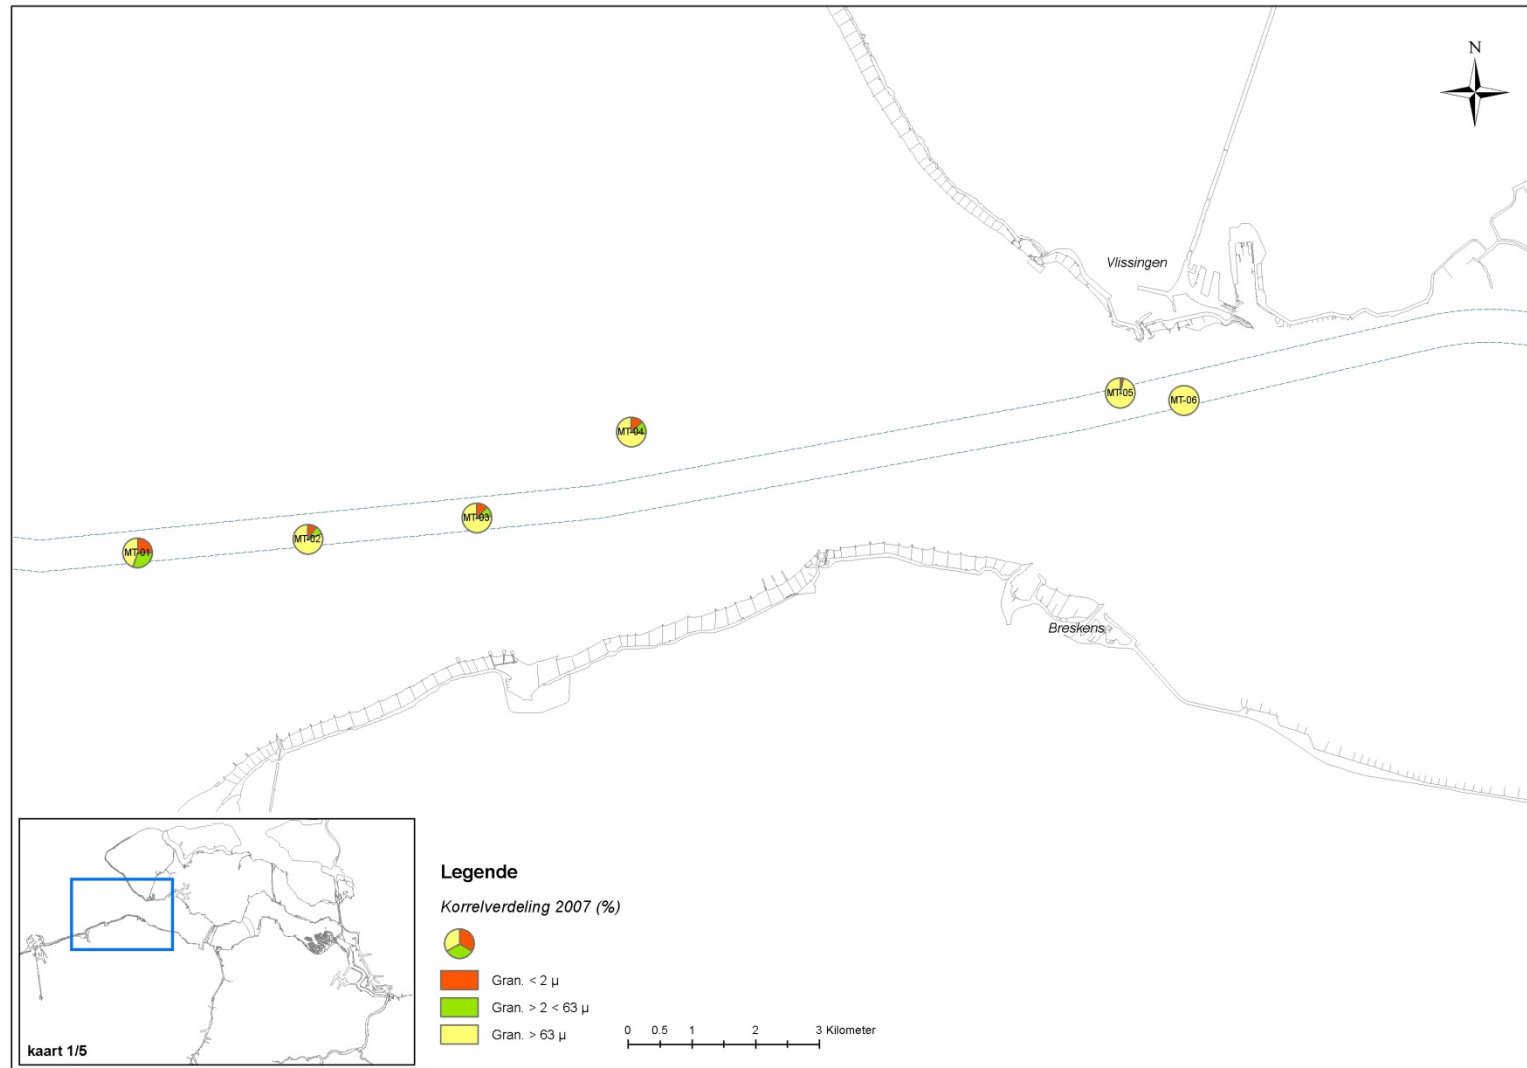 N
Vlissingen
MT-05
MT-06
MT-04
MT-03
MT-02
MT-01
Breskens
Legende
Korrelverdeling 2007 (%)
Gran. < 2 µ
Gran. > 2 < 63 µ
Gran. > 63 µ
0 0.5 1 2 3 Kilometer
kaart 1/5